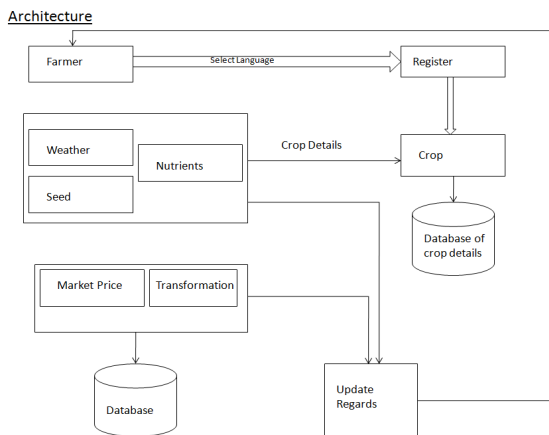 Architecture
Farmer
Select Language
Register
Weather
Nutrients
Seed
Crop Details
Crop
Database of
crop details
Market Price
Transformation
Database
Update
Regards